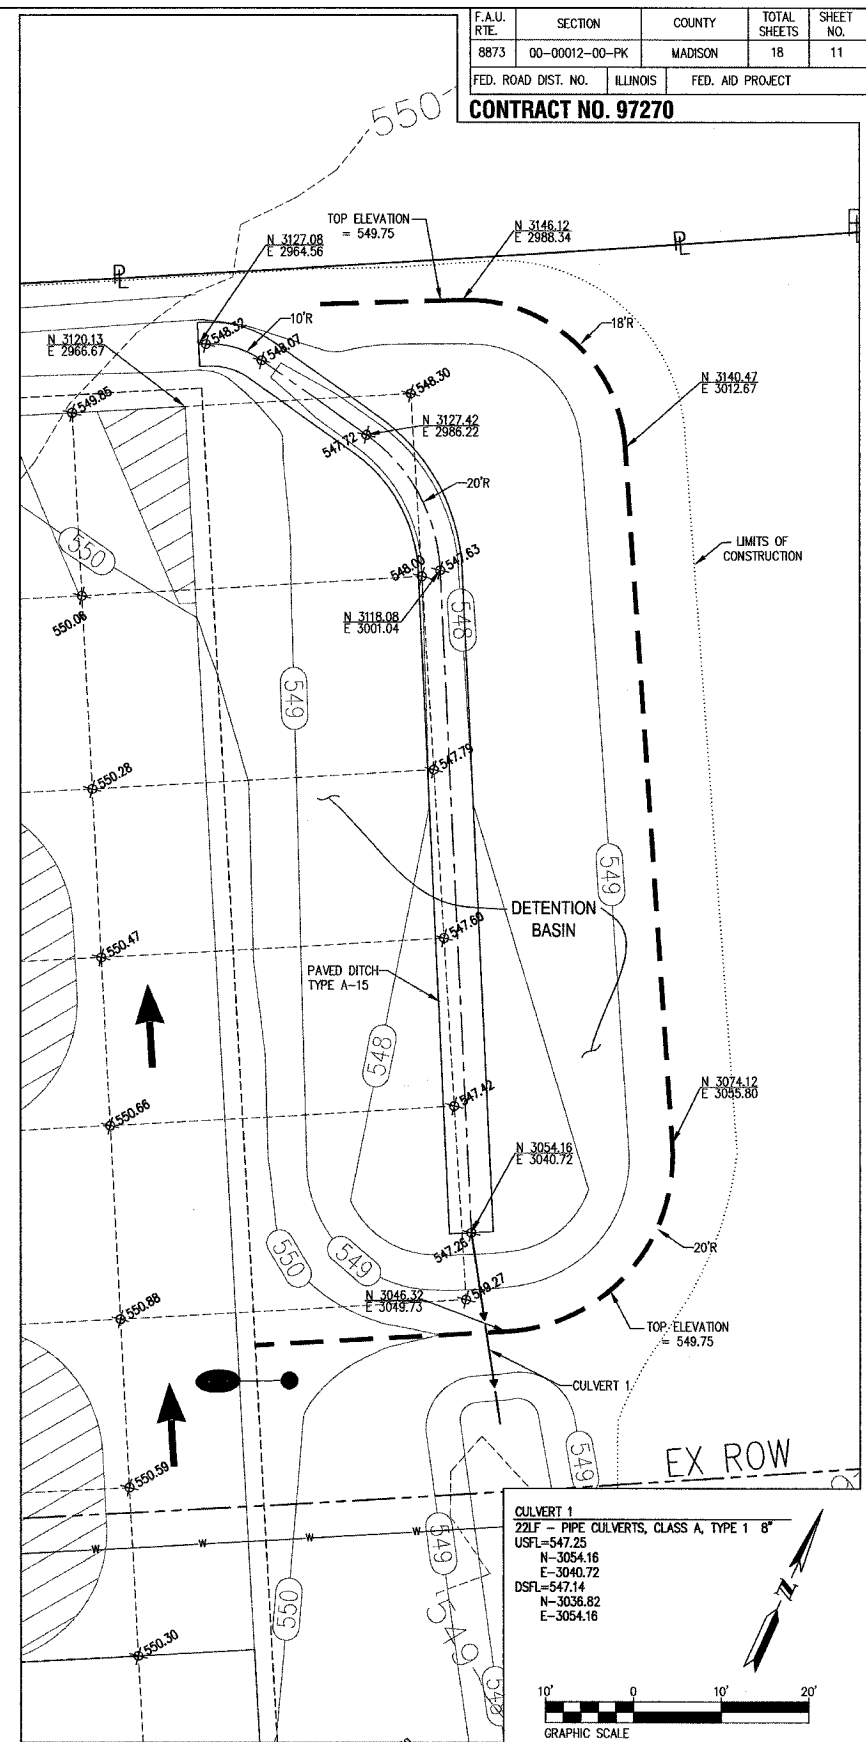 F.A.U. RTE.
SECTION
COUNTY
TOTAL SHEETS
SHEET NO.
8873
00-00012-00-PK
MADISON
18
11
FED. ROAD DIST. NO.
ILLINOIS
FED. AID PROJECT
CONTRACT NO. 97270
550
TOP ELEVATION
= 549.75
N 3146.12
E 2988.34
N 3127.08
E 2964.56
PL
PL
10'R
18'R
548.32
548.07
N 3120.13
E 2966.67
N 3140.47
E 3012.67
548.30
549.85
N 3127.42
E 2986.22
547.72
20'R
LIMITS OF
CONSTRUCTION
550
548.00
547.63
550.08
N 3118.08
E 3001.04
548
549
547.79
550.28
549
DETENTION
BASIN
547.60
550.47
PAVED DITCH
TYPE A-15
548
N 3074.12
E 3055.80
547.42
550.66
N 3054.16
E 3040.72
547.26
20'R
550
549
549.27
N 3046.32
E 3049.73
550.88
TOP ELEVATION
= 549.75
CULVERT 1
549
EX ROW
550.59
W W W W
549
550
549
550.30
CULVERT 1
22LF - PIPE CULVERTS, CLASS A, TYPE 1 8"
USFL=547.25
N-3054.16
E-3040.72
DSFL=547.14
N-3036.82
E-3054.16
N
10' 0 10' 20'
GRAPHIC SCALE